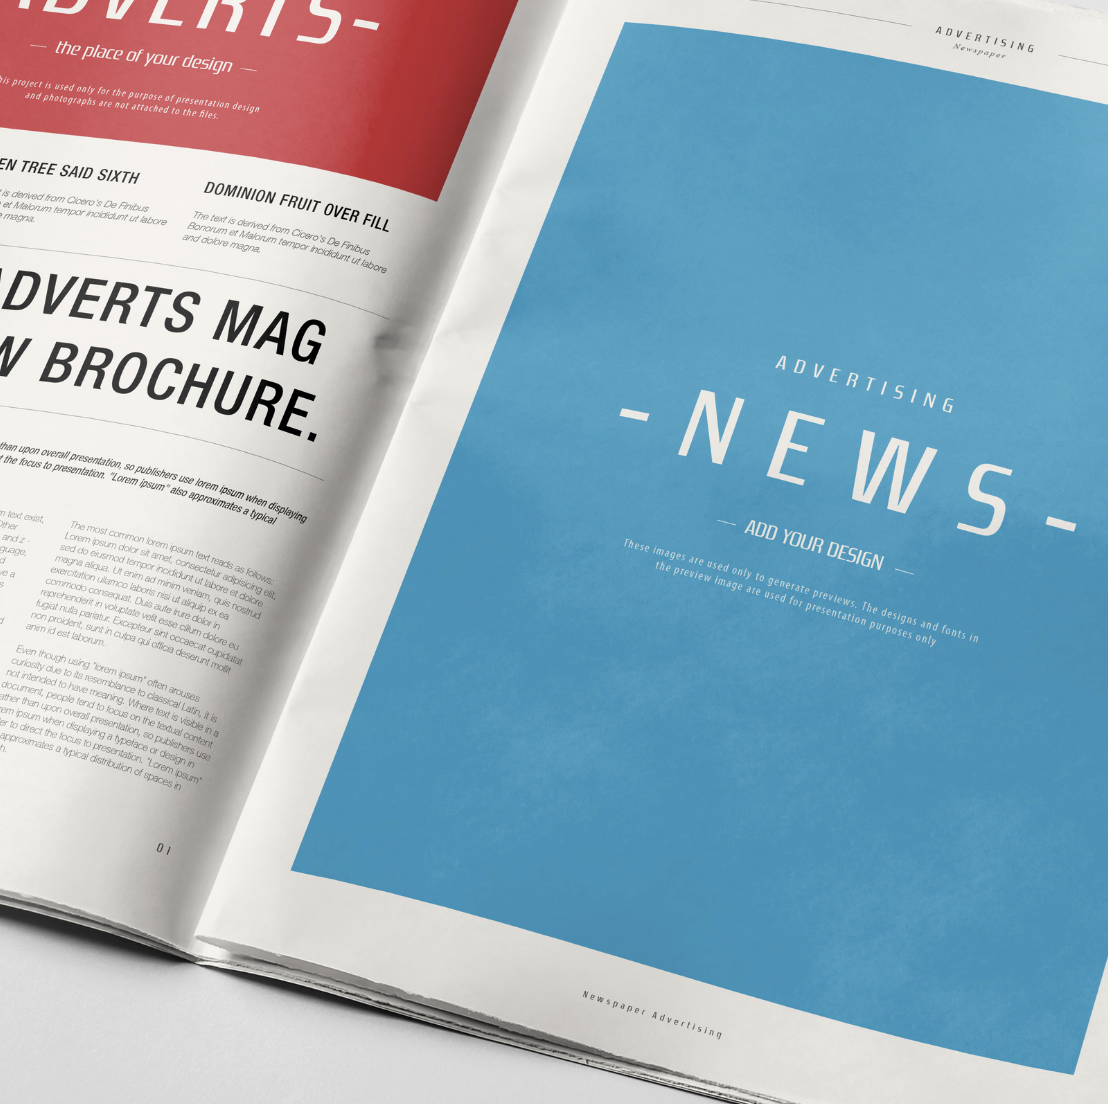 ADVERTS-
— the place of your design —
this project is used only for the purpose of presentation design
and photographs are not attached to the files.
EN TREE SAID SIXTH
is derived from Cicero's De Finibus
et Malorum tempor incididunt ut labore
magna.
DOMINION FRUIT OVER FILL
The text is derived from Cicero's De Finibus
Bonorum et Malorum tempor incididunt ut labore
and dolore magna.
ADVERTS MAG
W BROCHURE.
than upon overall presentation, so publishers use lorem ipsum when displaying
the focus to presentation. "Lorem ipsum" also approximates a typical
text exist,
Other
and z -
guage,
ve a
The most common lorem ipsum text reads as follows:
Lorem ipsum dolor sit amet, consectetur adipisicing elit,
sed do eiusmod tempor incididunt ut labore et dolore
magna aliqua. Ut enim ad minim veniam, quis nostrud
exercitation ullamco laboris nisi ut aliquip ex ea
commodo consequat. Duis aute irure dolor in
reprehenderit in voluptate velit esse cillum dolore eu
fugiat nulla pariatur. Excepteur sint occaecat cupidatat
non proident, sunt in culpa qui officia deserunt mollit
anim id est laborum.
Even though using "lorem ipsum" often arouses
curiosity due to its resemblance to classical Latin, it is
not intended to have meaning. Where text is visible in a
document, people tend to focus on the textual content
rather than upon overall presentation, so publishers use
lorem ipsum when displaying a typeface or design in
to direct the focus to presentation. "Lorem ipsum"
approximates a typical distribution of spaces in
01
ADVERTISING
Newspaper
ADVERTISING
-NEWS-
— ADD YOUR DESIGN —
These images are used only to generate previews. The designs and fonts in
the preview image are used for presentation purposes only
Newspaper Advertising